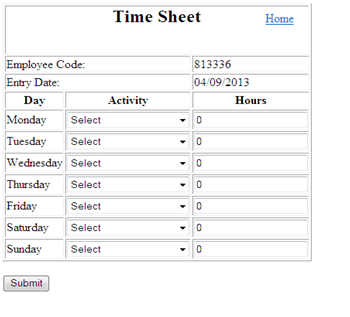 Time Sheet Home
Employee Code: 813336
Entry Date: 04/09/2013
Day Activity Hours
Monday Select 0
Tuesday Select 0
Wednesday Select 0
Thursday Select 0
Friday Select 0
Saturday Select 0
Sunday Select 0
Submit